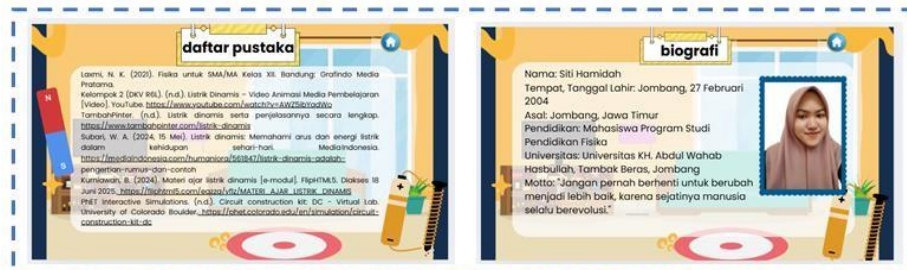 daftar pustaka
Laxmi, N. K. (2021). Fisika untuk SMA/MA Kelas XII. Bandung: Grafindo Media
Pratama.
Kelompok 2 (DKV R6L). (n.d.). Listrik Dinamis - Video Animasi Media Pembelajaran
[Video]. YouTube. https://www.youtube.com/watch?v=AWZ5ibYadWo
TambahPinter. (n.d.). Listrik dinamis serta penjelasannya secara lengkap.
https://www.tambahpinter.com/listrik-dinamis
Subari, W. A. (2024, 15 Mei). Listrik dinamis: Memahami arus dan energi listrik
dalam kehidupan sehari-hari. MediaIndonesia.
https://mediaindonesia.com/humaniora/561847/listrik-dinamis-adalah-
pengertian-rumus-dan-contoh
Kurniawan, B. (2024). Materi ajar listrik dinamis [e-modul]. FlipHTML5. Diakses 18
Juni 2025. MATERI_AJAR_LISTRIK_DINAMIS
PhET Interactive Simulations. (n.d.). Circuit construction kit: DC - Virtual Lab.
University of Colorado Boulder. https://phet.colorado.edu/en/simulation/circuit-
construction-kit-dc
N
S
biografi
Nama: Siti Hamidah
Tempat, Tanggal Lahir: Jombang, 27 Februari
2004
Asal: Jombang, Jawa Timur
Pendidikan: Mahasiswa Program Studi
Pendidikan Fisika
Universitas: Universitas KH. Abdul Wahab
Hasbullah, Tambak Beras, Jombang
Motto: "Jangan pernah berhenti untuk berubah
menjadi lebih baik, karena sejatinya manusia
selalu berevolusi."